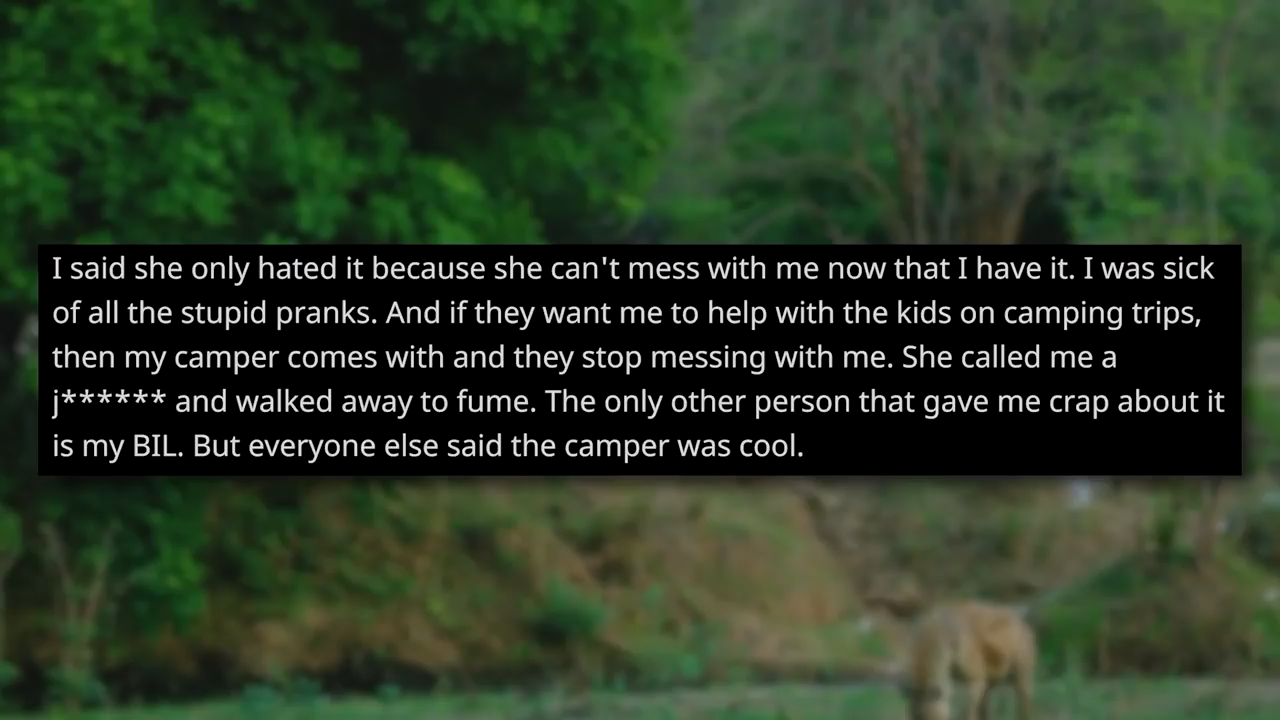 I said she only hated it because she can't mess with me now that I have it. I was sick
of all the stupid pranks. And if they want me to help with the kids on camping trips,
then my camper comes with and they stop messing with me. She called me a
j****** and walked away to fume. The only other person that gave me crap about it
is my BIL. But everyone else said the camper was cool.